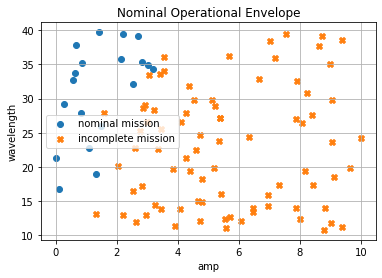 Nominal Operational Envelope
40
35
30
25
20
15
10
wavelength
nominal mission
incomplete mission
0 2 4 6 8 10
amp